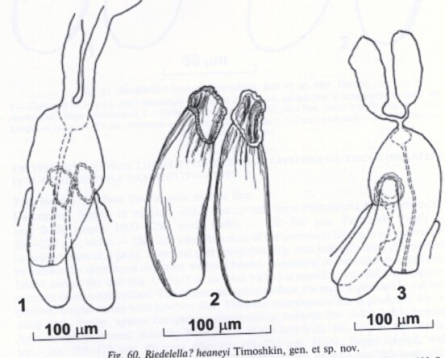 1
2
3
100 µm
100 µm
100 µm
Fig. 60. Riedelella? heaneyi Timoshkin, gen. et sp. nov.